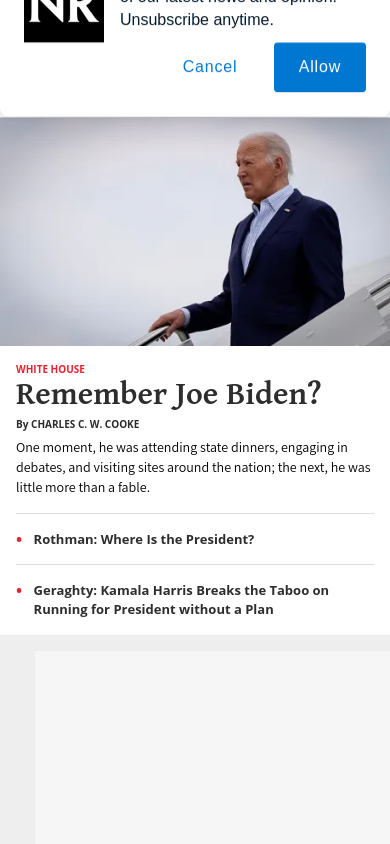 NR
of our latest news and opinion.
Unsubscribe anytime.
Cancel
Allow
WHITE HOUSE
Remember Joe Biden?
By CHARLES C. W. COOKE
One moment, he was attending state dinners, engaging in
debates, and visiting sites around the nation; the next, he was
little more than a fable.
• Rothman: Where Is the President?
• Geraghty: Kamala Harris Breaks the Taboo on
Running for President without a Plan